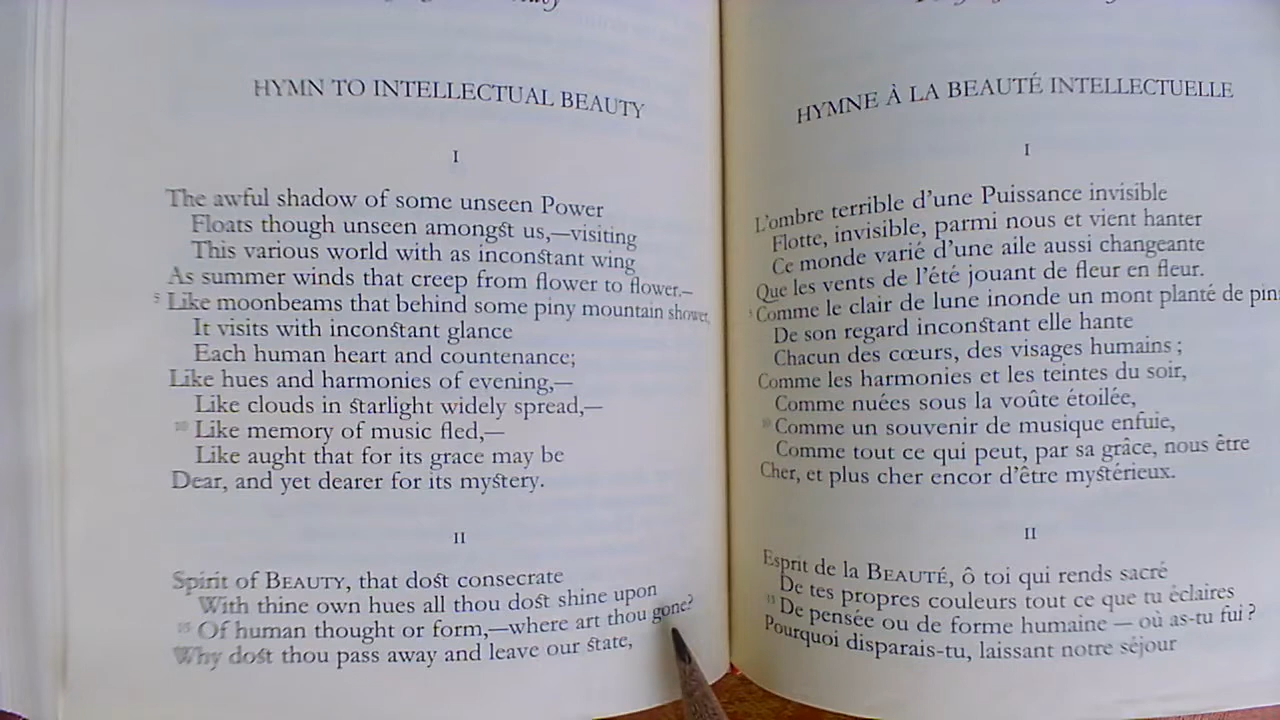 HYMN TO INTELLECTUAL BEAUTY
I
The awful shadow of some unseen Power
Floats though unseen amongst us,—visiting
This various world with as inconstant wing
As summer winds that creep from flower to flower.—
5 Like moonbeams that behind some piny mountain shower,
It visits with inconstant glance
Each human heart and countenance;
Like hues and harmonies of evening,—
Like clouds in starlight widely spread,—
10 Like memory of music fled,—
Like aught that for its grace may be
Dear, and yet dearer for its mystery.
II
Spirit of BEAUTY, that dost consecrate
With thine own hues all thou dost shine upon
15 Of human thought or form,—where art thou gone?
Why dost thou pass away and leave our state,
HYMNE À LA BEAUTÉ INTELLECTUELLE
I
L'ombre terrible d'une Puissance invisible
Flotte, invisible, parmi nous et vient hanter
Ce monde varié d'une aile aussi changeante
Que les vents de l'été jouant de fleur en fleur.
5 Comme le clair de lune inonde un mont planté de pin
De son regard inconstant elle hante
Chacun des cœurs, des visages humains ;
Comme les harmonies et les teintes du soir,
Comme nuées sous la voûte étoilée,
10 Comme un souvenir de musique enfuie,
Comme tout ce qui peut, par sa grâce, nous être
Cher, et plus cher encor d'être mystérieux.
II
Esprit de la BEAUTÉ, ô toi qui rends sacré
De tes propres couleurs tout ce que tu éclaires
15 De pensée ou de forme humaine — où as-tu fui ?
Pourquoi disparais-tu, laissant notre séjour